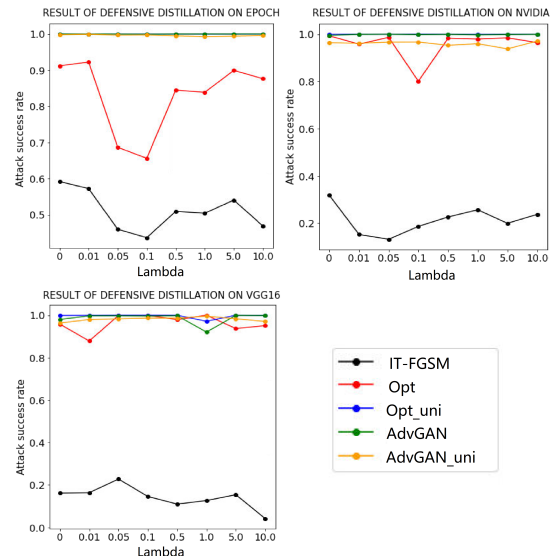 RESULT OF DEFENSIVE DISTILLATION ON EPOCH
Attack success rate
1.0
0.9
0.8
0.7
0.6
0.5
0 0.01 0.05 0.1 0.5 1.0 5.0 10.0
Lambda
RESULT OF DEFENSIVE DISTILLATION ON NVIDIA
Attack success rate
1.0
0.8
0.6
0.4
0.2
0 0.01 0.05 0.1 0.5 1.0 5.0 10.0
Lambda
RESULT OF DEFENSIVE DISTILLATION ON VGG16
Attack success rate
1.0
0.8
0.6
0.4
0.2
0.0
0 0.01 0.05 0.1 0.5 1.0 5.0 10.0
Lambda
IT-FGSM
Opt
Opt_uni
AdvGAN
AdvGAN_uni